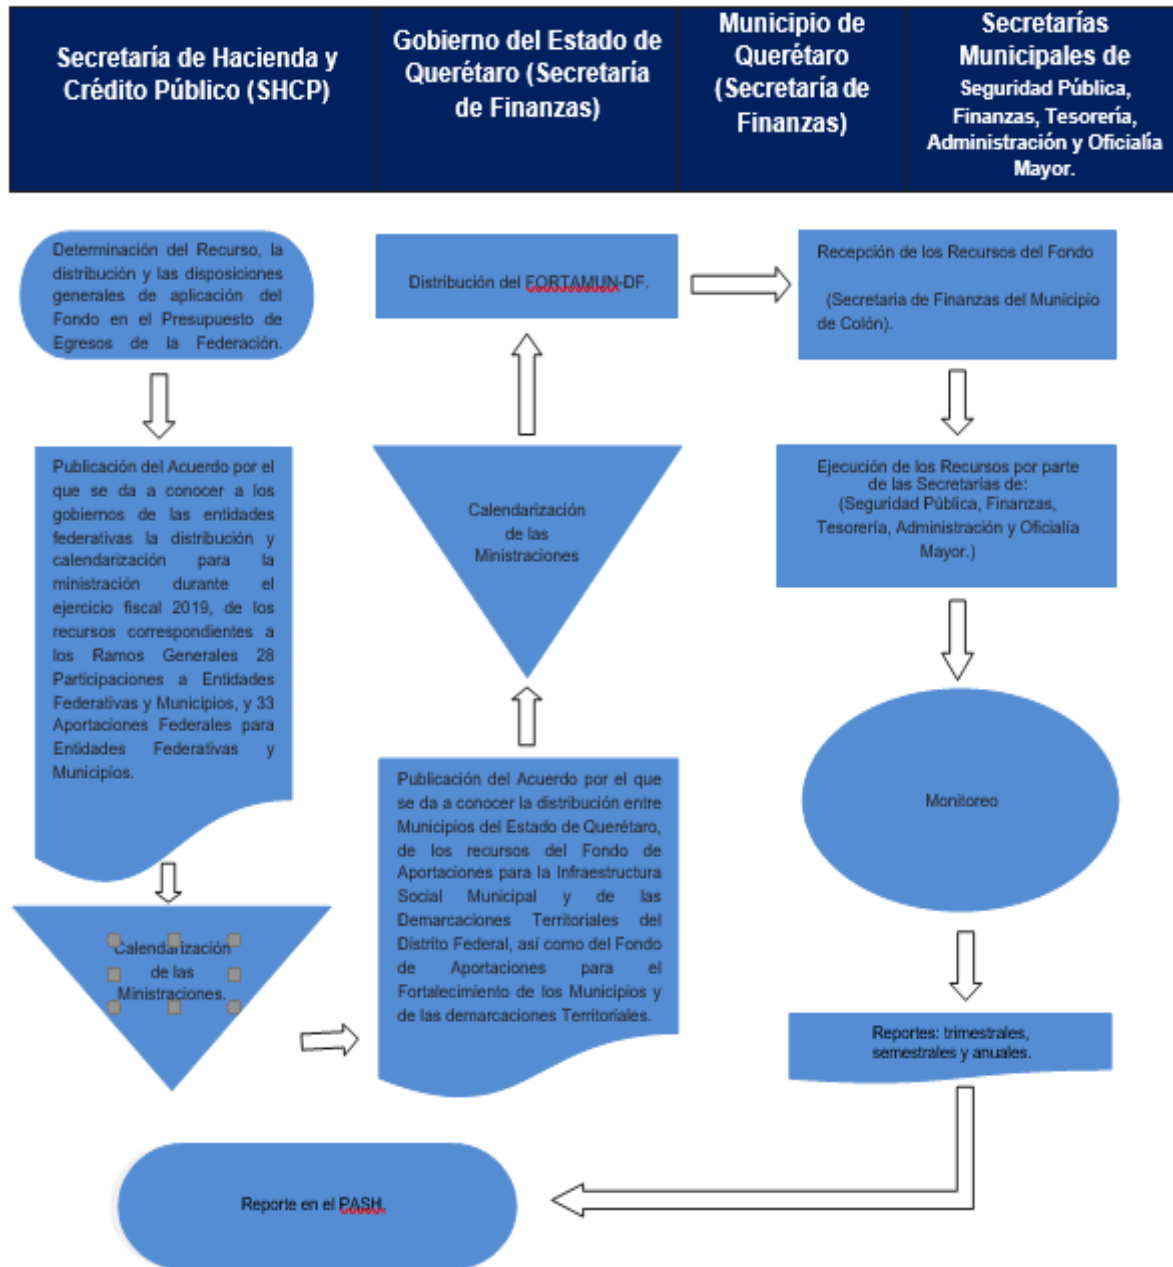 Secretaría de Hacienda y
Crédito Público (SHCP)
Gobierno del Estado de
Querétaro (Secretaría
de Finanzas)
Municipio de
Querétaro
(Secretaría de
Finanzas)
Secretarías
Municipales de
Seguridad Pública,
Finanzas, Tesorería,
Administración y Oficialía
Mayor.
Determinación del Recurso, la
distribución y las disposiciones
generales de aplicación del
Fondo en el Presupuesto de
Egresos de la Federación.
Publicación del Acuerdo por el
que se da a conocer a los
gobiernos de las entidades
federativas la distribución y
calendarización para la
ministración durante el
ejercicio fiscal 2019, de los
recursos correspondientes a
los Ramos Generales 28
Participaciones a Entidades
Federativas y Municipios, y 33
Aportaciones Federales para
Entidades Federativas y
Municipios.
Calendarización
de las
Ministraciones.
Publicación del Acuerdo por el que
se da a conocer la distribución entre
Municipios del Estado de Querétaro,
de los recursos del Fondo de
Aportaciones para la Infraestructura
Social Municipal y de las
Demarcaciones Territoriales del
Distrito Federal, así como del Fondo
de Aportaciones para el
Fortalecimiento de los Municipios y
de las demarcaciones Territoriales.
Calendarización
de las
Ministraciones
Distribución del FORTAMUN-DF.
Recepción de los Recursos del Fondo
(Secretaria de Finanzas del Municipio
de Colón).
Ejecución de los Recursos por parte
de las Secretarías de:
(Seguridad Pública, Finanzas,
Tesorería, Administración y Oficialía
Mayor.)
Monitoreo
Reportes: trimestrales,
semestrales y anuales.
Reporte en el PASH.